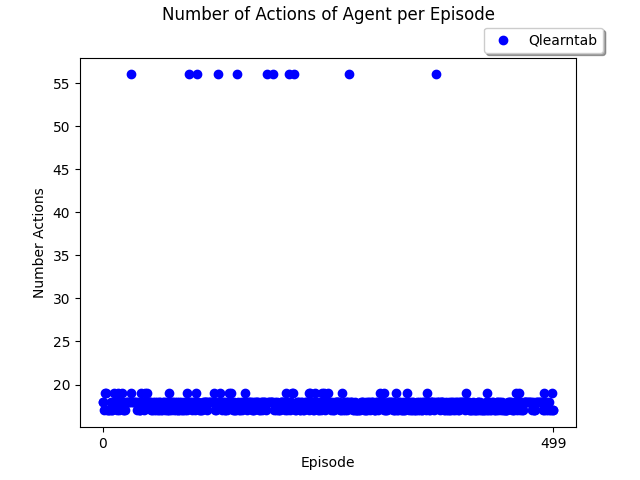 Number of Actions of Agent per Episode
Qlearntab
55
50
45
40
35
30
25
20
Number Actions
0 499
Episode